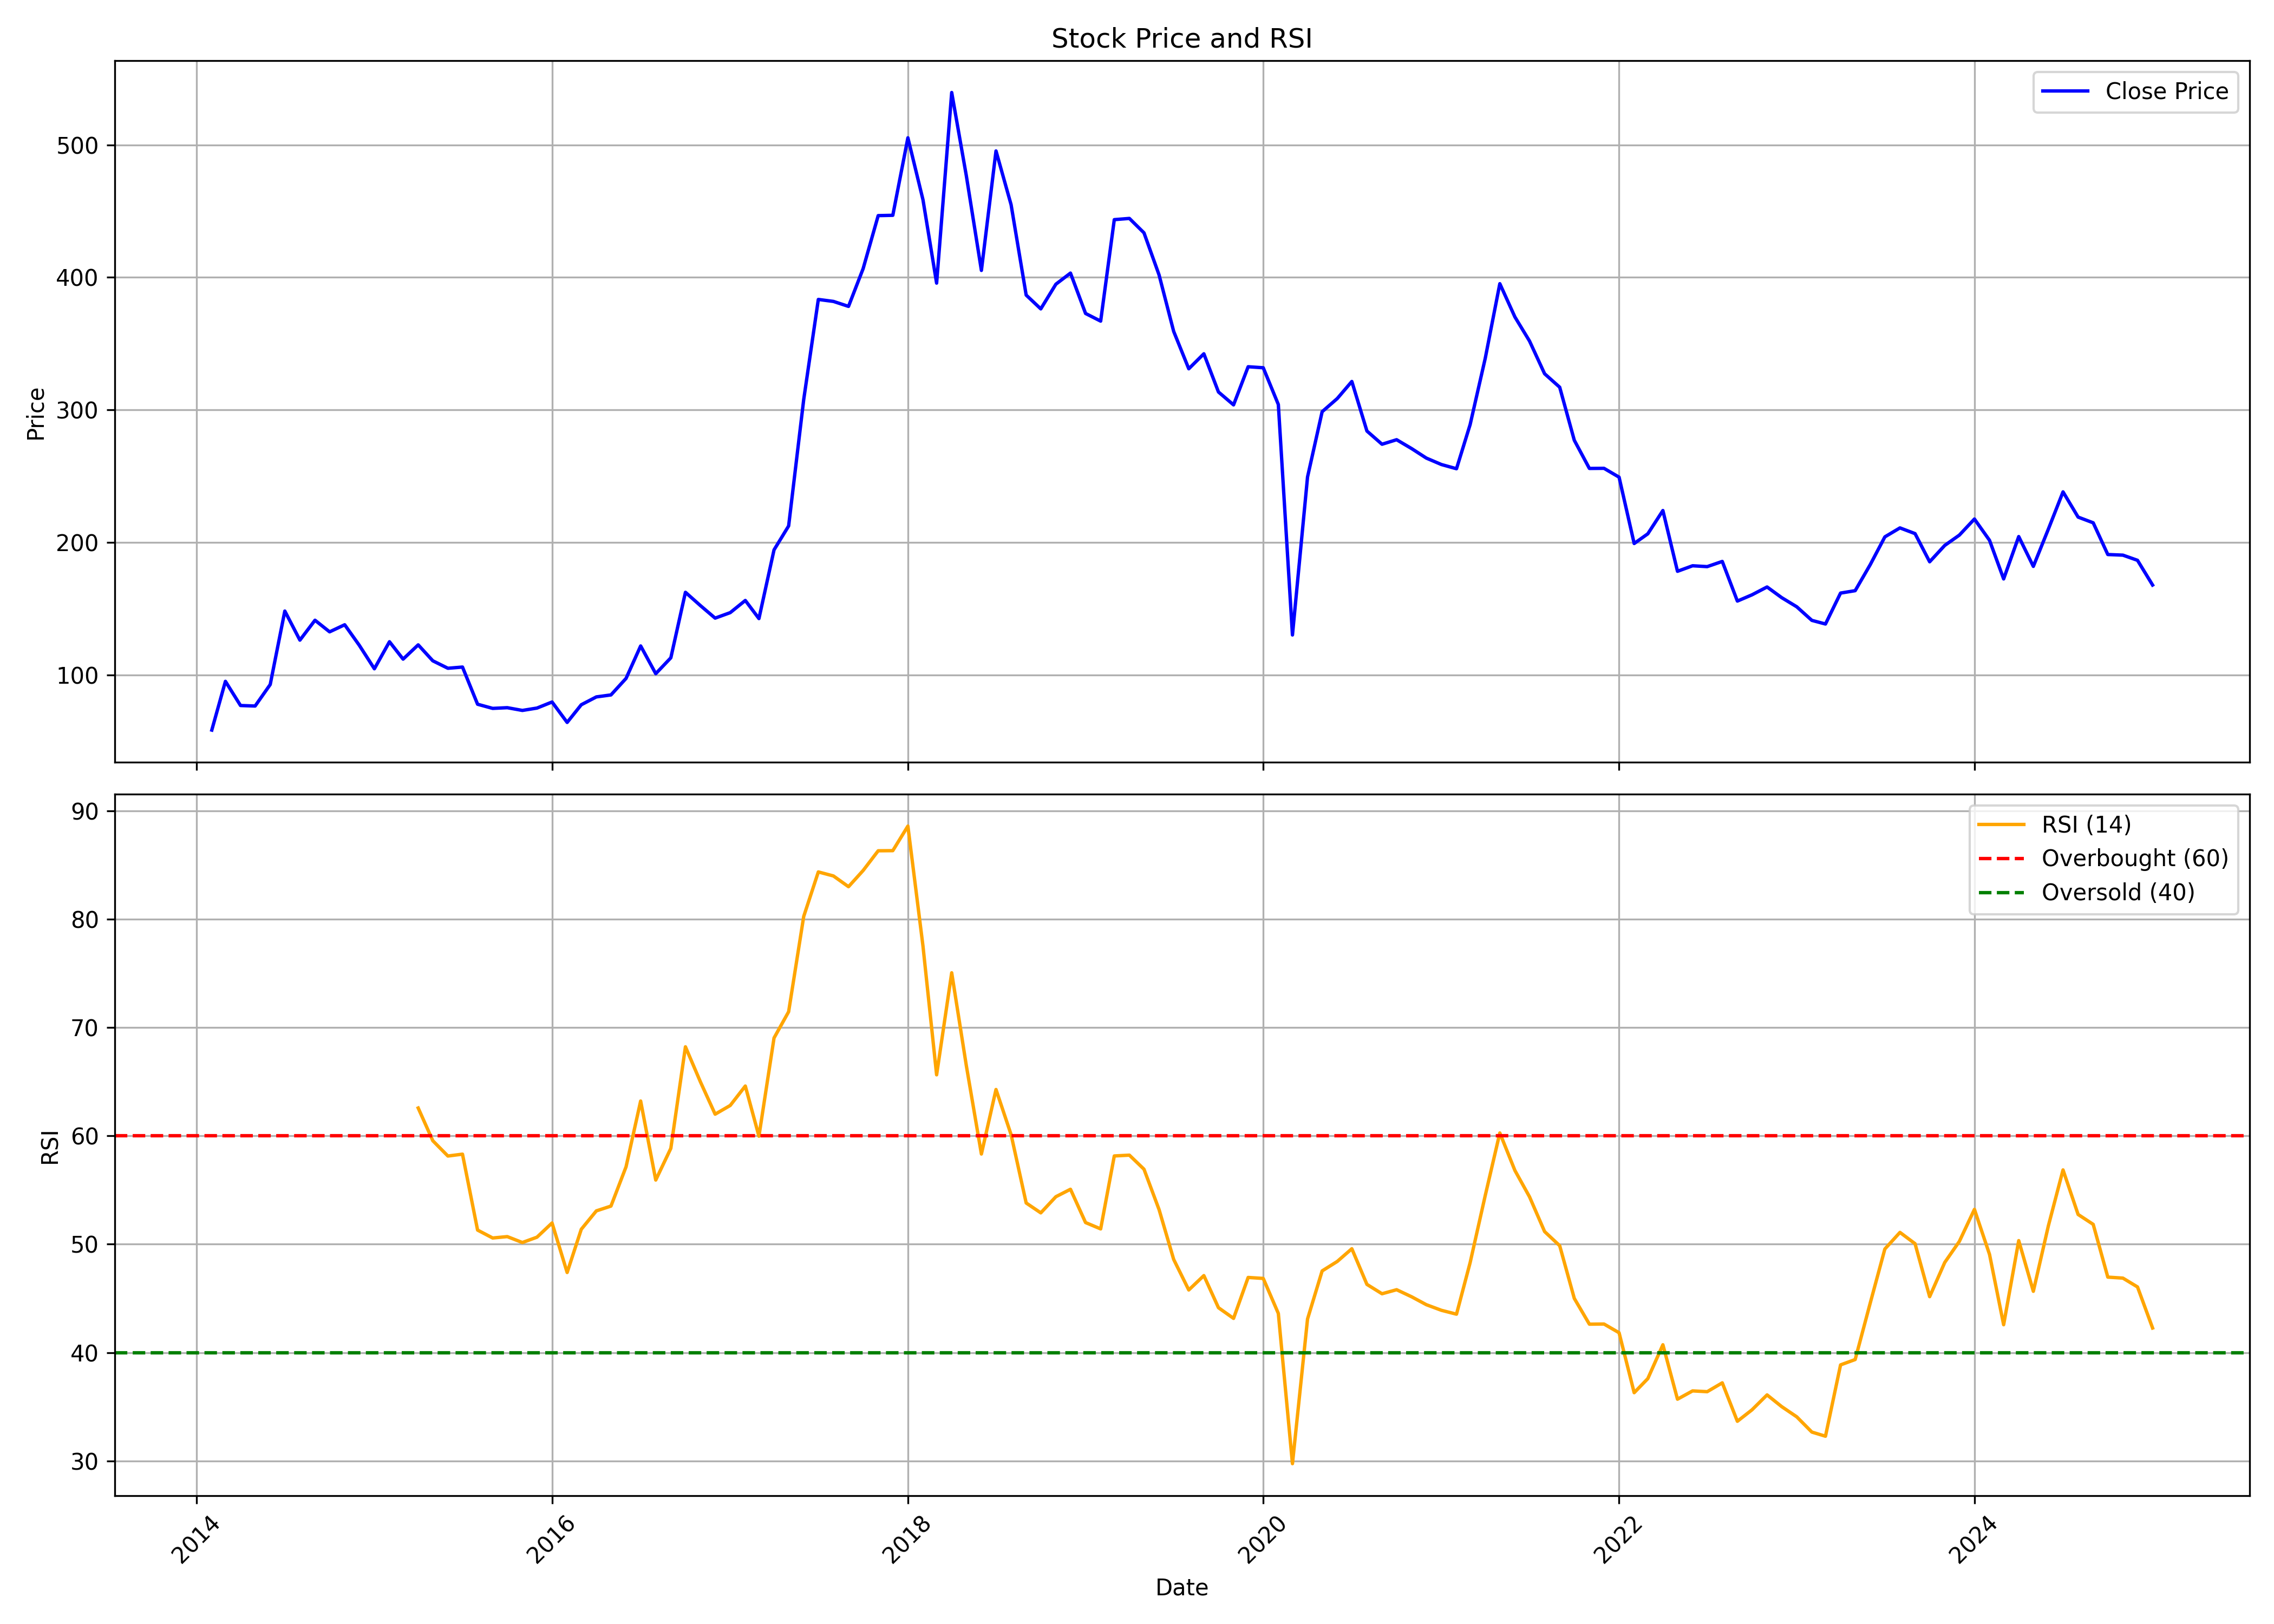 Stock Price and RSI
Close Price
Price
500
400
300
200
100
RSI (14)
Overbought (60)
Oversold (40)
RSI
90
80
70
60
50
40
30
2014
2016
2018
2020
2022
2024
Date